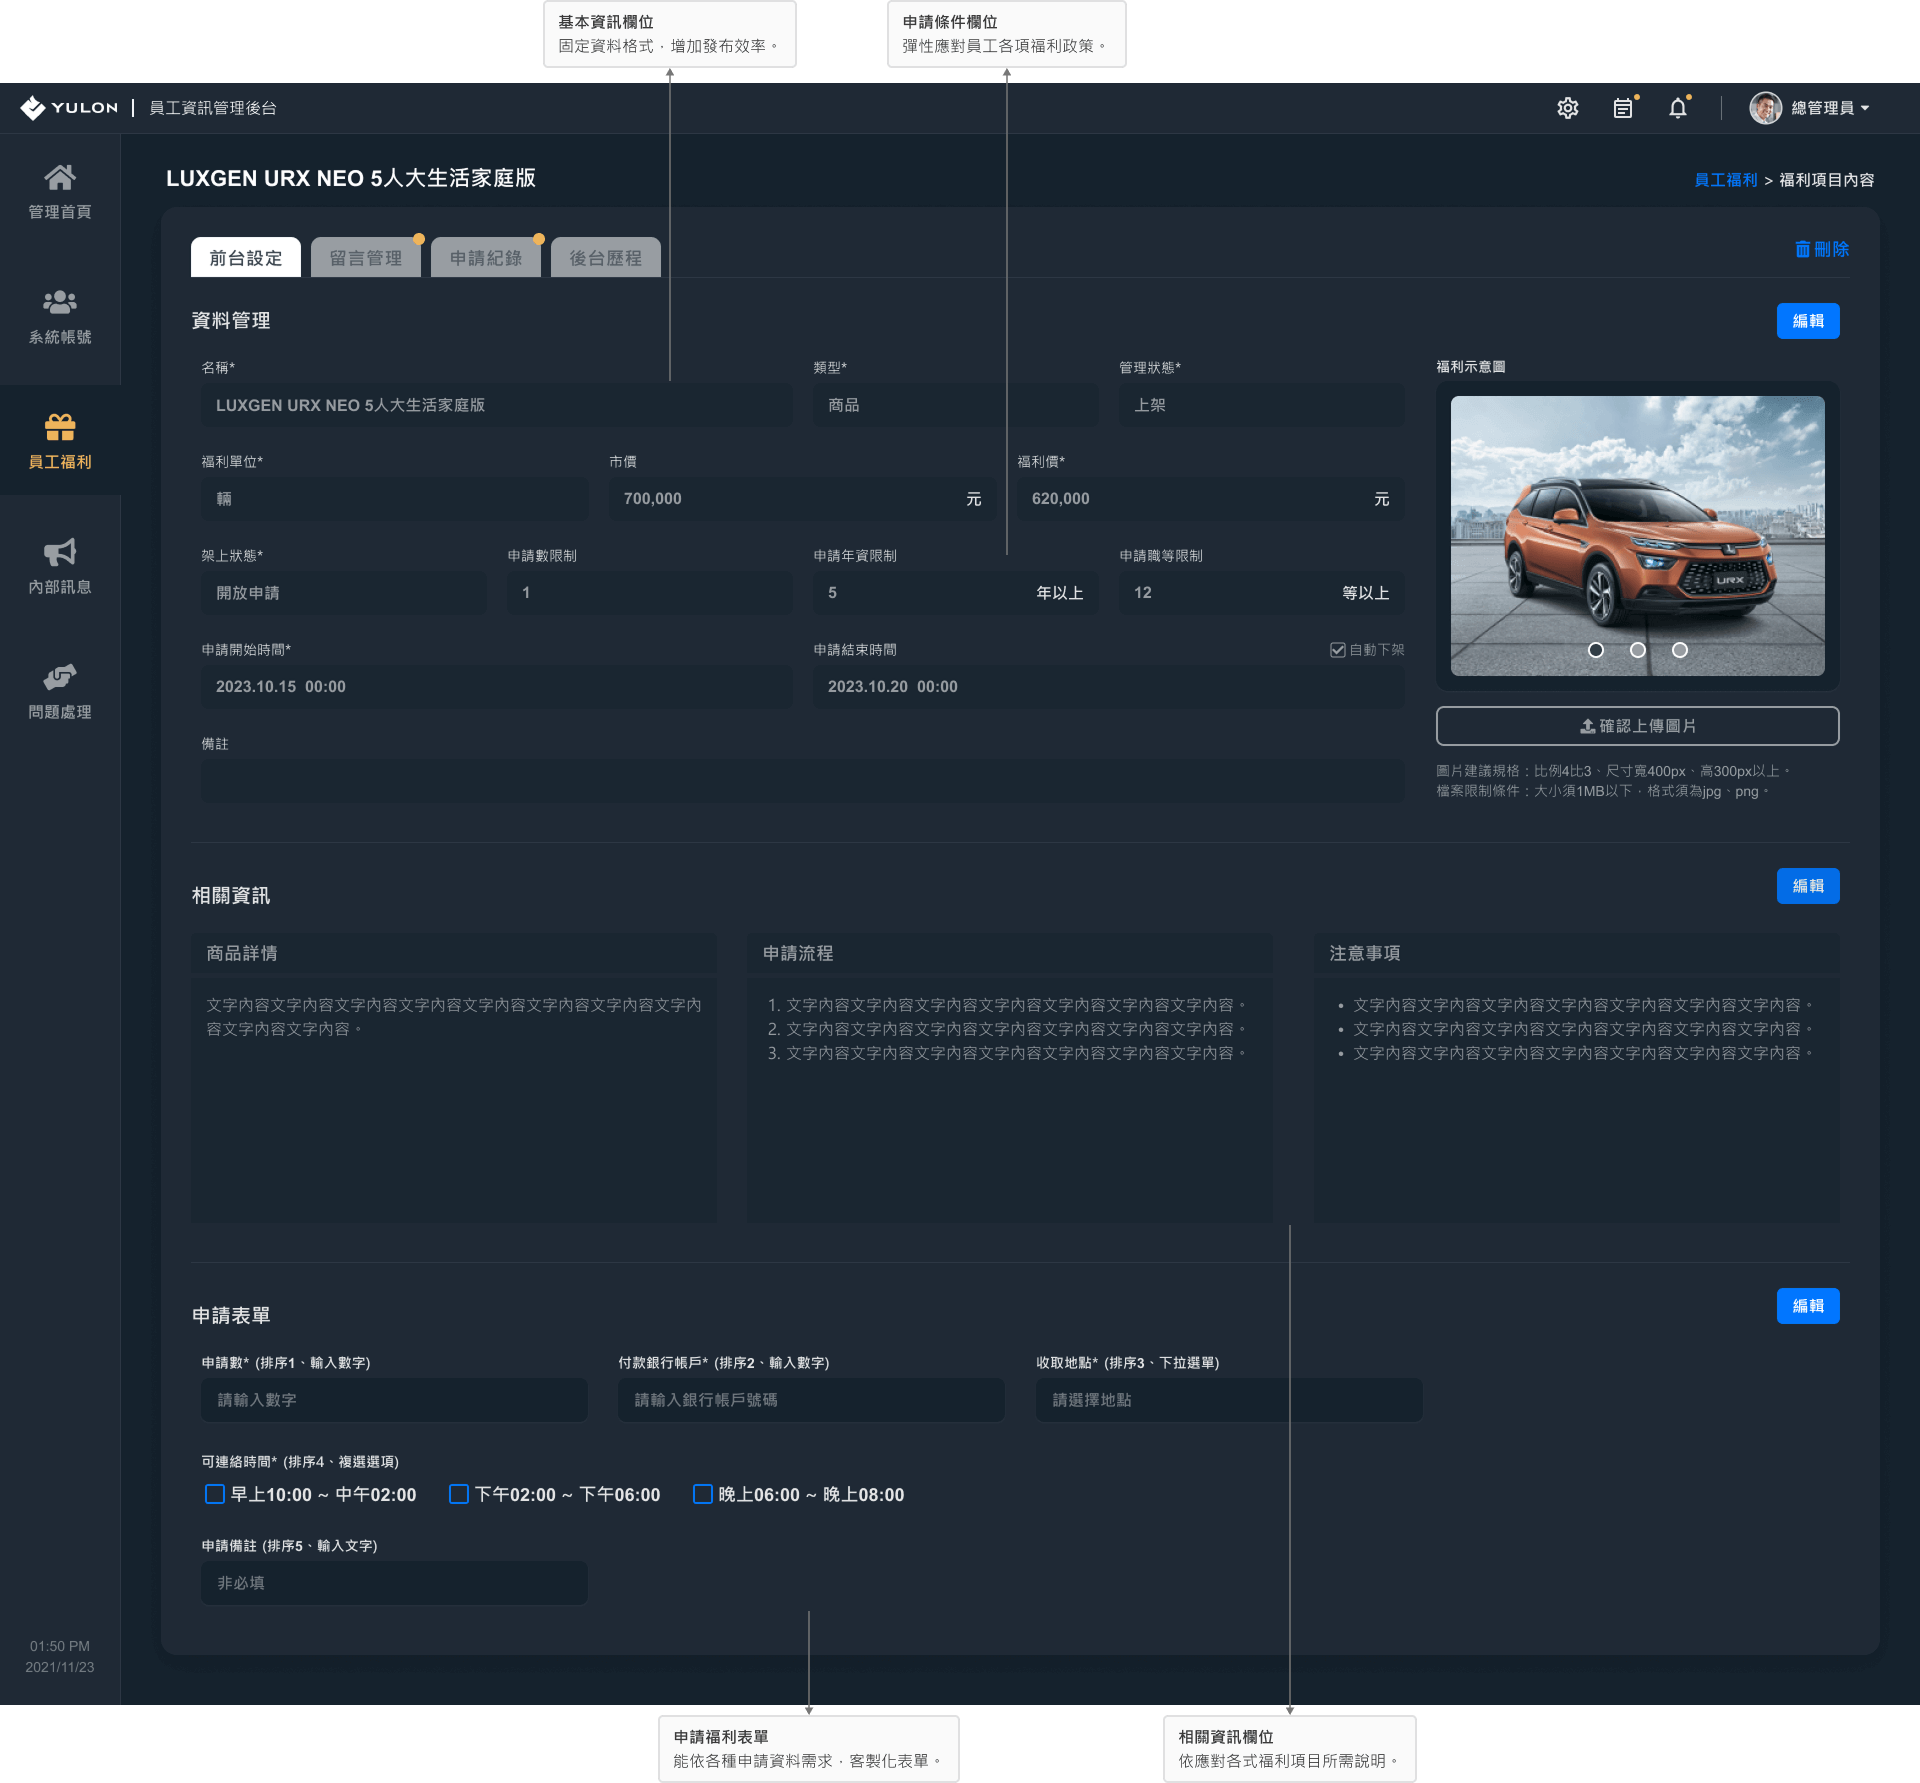 基本資訊欄位
固定資料格式，增加發布效率。
申請條件欄位
彈性應對員工各項福利政策。
YULON
員工資訊管理後台
總管理員
管理首頁
系統帳號
員工福利
內部訊息
問題處理
01:50 PM
2021/11/23
LUXGEN URX NEO 5人大生活家庭版
員工福利 > 福利項目內容
前台設定
留言管理
申請紀錄
後台歷程
刪除
資料管理
編輯
名稱*
LUXGEN URX NEO 5人大生活家庭版
類型*
商品
管理狀態*
上架
福利單位*
輛
市價
700,000 元
福利價*
620,000 元
架上狀態*
開放申請
申請數限制
1
申請年資限制
5 年以上
申請職等限制
12 等以上
申請開始時間*
2023.10.15 00:00
申請結束時間
自動下架
2023.10.20 00:00
備註
福利示意圖
URX
確認上傳圖片
圖片建議規格：比例4比3、尺寸寬400px、高300px以上。
檔案限制條件：大小須1MB以下，格式須為jpg、png。
相關資訊
編輯
商品詳情
文字內容文字內容文字內容文字內容文字內容文字內容文字內容文字內
容文字內容文字內容。
申請流程
1. 文字內容文字內容文字內容文字內容文字內容文字內容文字內容。
2. 文字內容文字內容文字內容文字內容文字內容文字內容文字內容。
3. 文字內容文字內容文字內容文字內容文字內容文字內容文字內容。
注意事項
• 文字內容文字內容文字內容文字內容文字內容文字內容文字內容。
• 文字內容文字內容文字內容文字內容文字內容文字內容文字內容。
• 文字內容文字內容文字內容文字內容文字內容文字內容文字內容。
申請表單
編輯
申請數* (排序1、輸入數字)
請輸入數字
付款銀行帳戶* (排序2、輸入數字)
請輸入銀行帳戶號碼
收取地點* (排序3、下拉選單)
請選擇地點
可連絡時間* (排序4、複選選項)
早上10:00 ~ 中午02:00
下午02:00 ~ 下午06:00
晚上06:00 ~ 晚上08:00
申請備註 (排序5、輸入文字)
非必填
申請福利表單
能依各種申請資料需求，客製化表單。
相關資訊欄位
依應對各式福利項目所需說明。